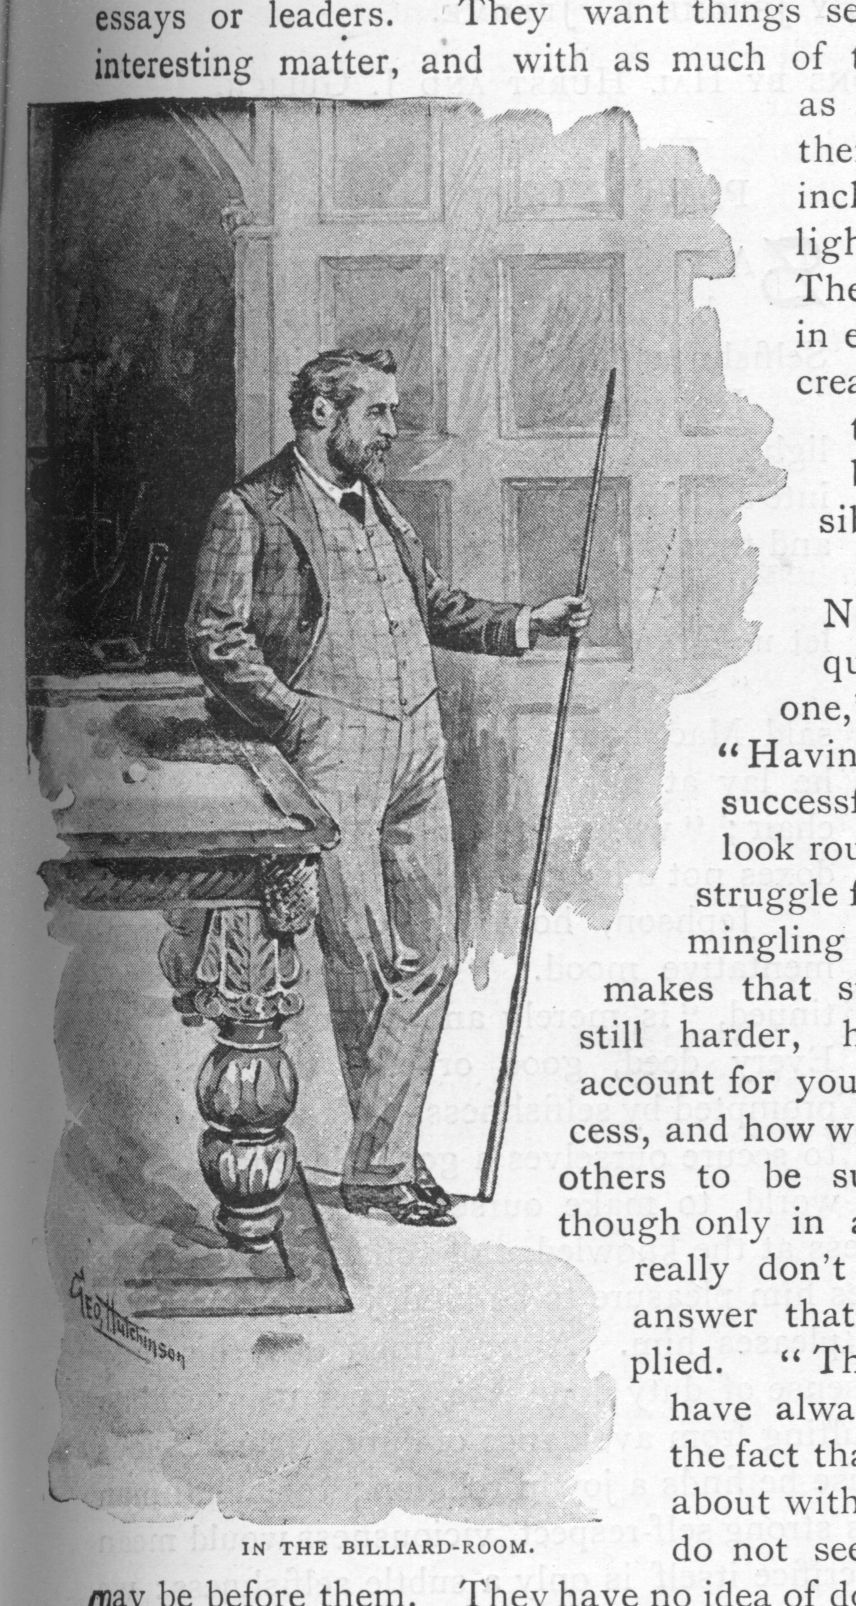 essays or leaders. They want things se
interesting matter, and with as much of t
as
the
incl
ligh
The
in e
crea
t
b
sil
N
qu
one,'
"Havin
successf
look rou
struggle f
mingling
makes that s
still harder, h
account for you
cess, and how w
others to be su
though only in a
really don't
answer that
plied. "Th
have alwa
the fact tha
about with
do not see
GEO. Hutchinson
IN THE BILLIARD-ROOM.
may be before them. They have no idea of do